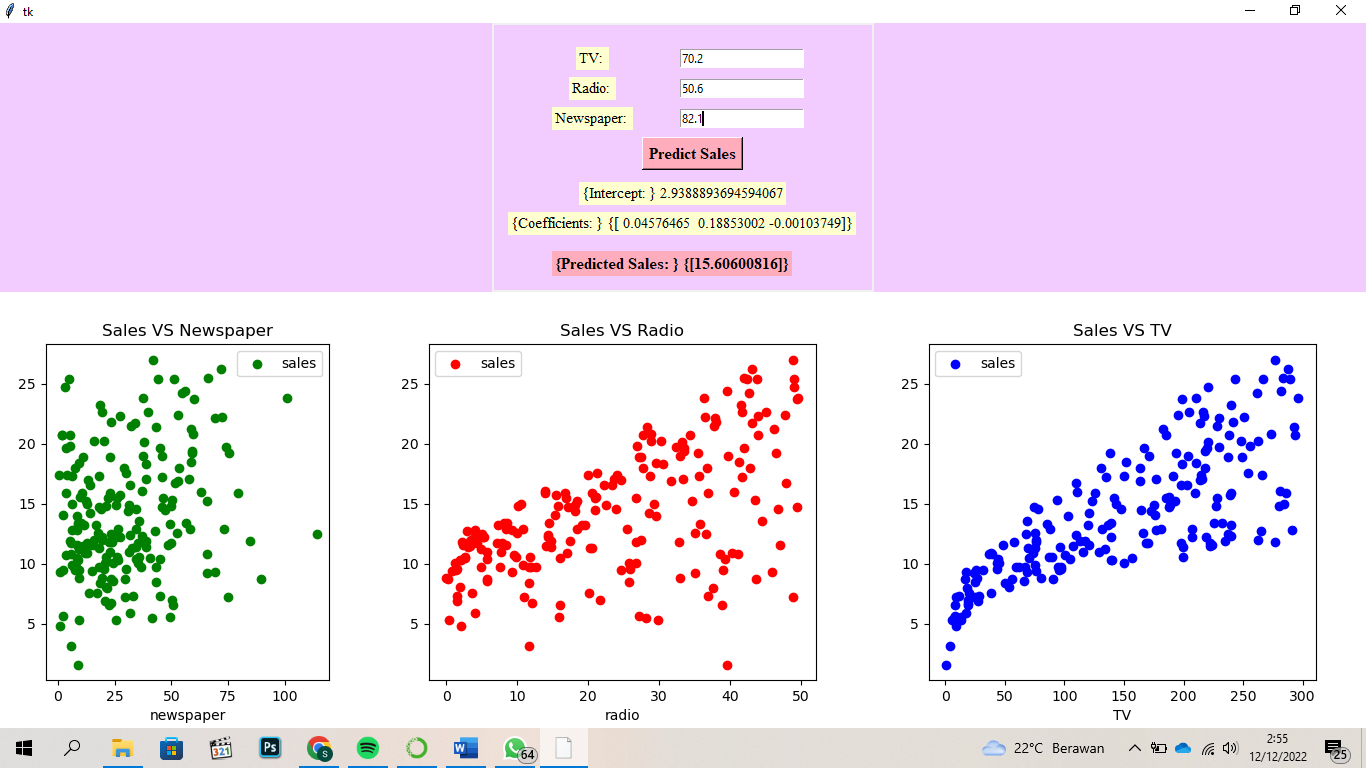 tk
TV: 70.2
Radio: 50.6
Newspaper: 82.1
Predict Sales
{Intercept: } 2.9388893694594067
{Coefficients: } {[ 0.04576465  0.18853002 -0.00103749]}
{Predicted Sales: } {[15.60600816]}
Sales VS Newspaper
sales
25
20
15
10
5
0 25 50 75 100
newspaper
Sales VS Radio
sales
25
20
15
10
5
0 10 20 30 40 50
radio
Sales VS TV
sales
25
20
15
10
5
0 50 100 150 200 250 300
TV
321
Ps
S
W
64
22°C Berawan
2:55
12/12/2022
25